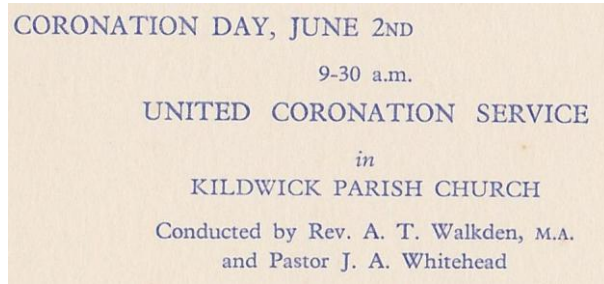 CORONATION DAY, JUNE 2ND
9-30 a.m.
UNITED CORONATION SERVICE
in
KILDWICK PARISH CHURCH
Conducted by Rev. A. T. Walkden, M.A.
and Pastor J. A. Whitehead